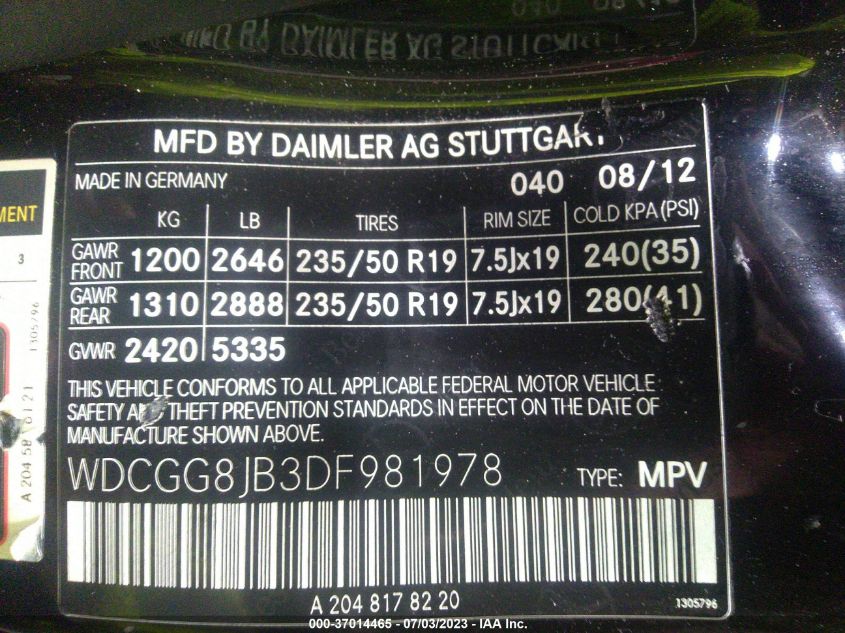 MFD BY DAIMLER AG STUTTGART
MADE IN GERMANY 040 08/12
KG LB TIRES RIM SIZE COLD KPA(PSI)
GAWR FRONT 1200 2646 235/50 R19 7.5Jx19 240(35)
GAWR REAR 1310 2888 235/50 R19 7.5Jx19 280(41)
GVWR 2420 5335
THIS VEHICLE CONFORMS TO ALL APPLICABLE FEDERAL MOTOR VEHICLE
SAFETY AND THEFT PREVENTION STANDARDS IN EFFECT ON THE DATE OF
MANUFACTURE SHOWN ABOVE.
WDCGG8JB3DF981978 TYPE: MPV
A 204 817 82 20
1305796
MENT
3
1305796
000-37014465 - 07/03/2023 - IAA Inc.